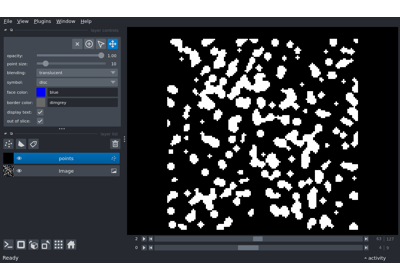 File View Plugins Window Help
opacity: 1.00
point size: 10
blending: translucent
symbol: disc
face color: blue
border color: dimgrey
display text:
out of slice:
points
Image
Ready
activity